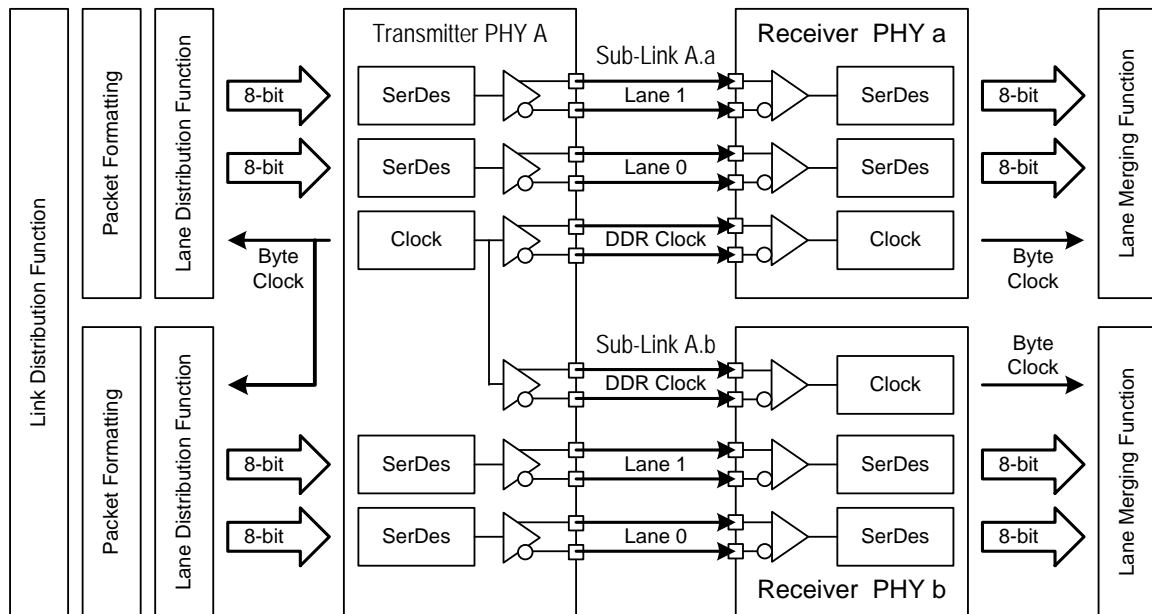 Link Distribution Function
Packet Formatting
Lane Distribution Function
8-bit
8-bit
Byte
Clock
Packet Formatting
Lane Distribution Function
8-bit
8-bit
Transmitter PHY A
SerDes
SerDes
Clock
SerDes
SerDes
Sub-Link A.a
Lane 1
Lane 0
DDR Clock
Sub-Link A.b
DDR Clock
Lane 1
Lane 0
Receiver PHY a
SerDes
SerDes
Clock
Clock
SerDes
SerDes
Receiver PHY b
8-bit
8-bit
Byte
Clock
Lane Merging Function
Byte
Clock
8-bit
8-bit
Lane Merging Function